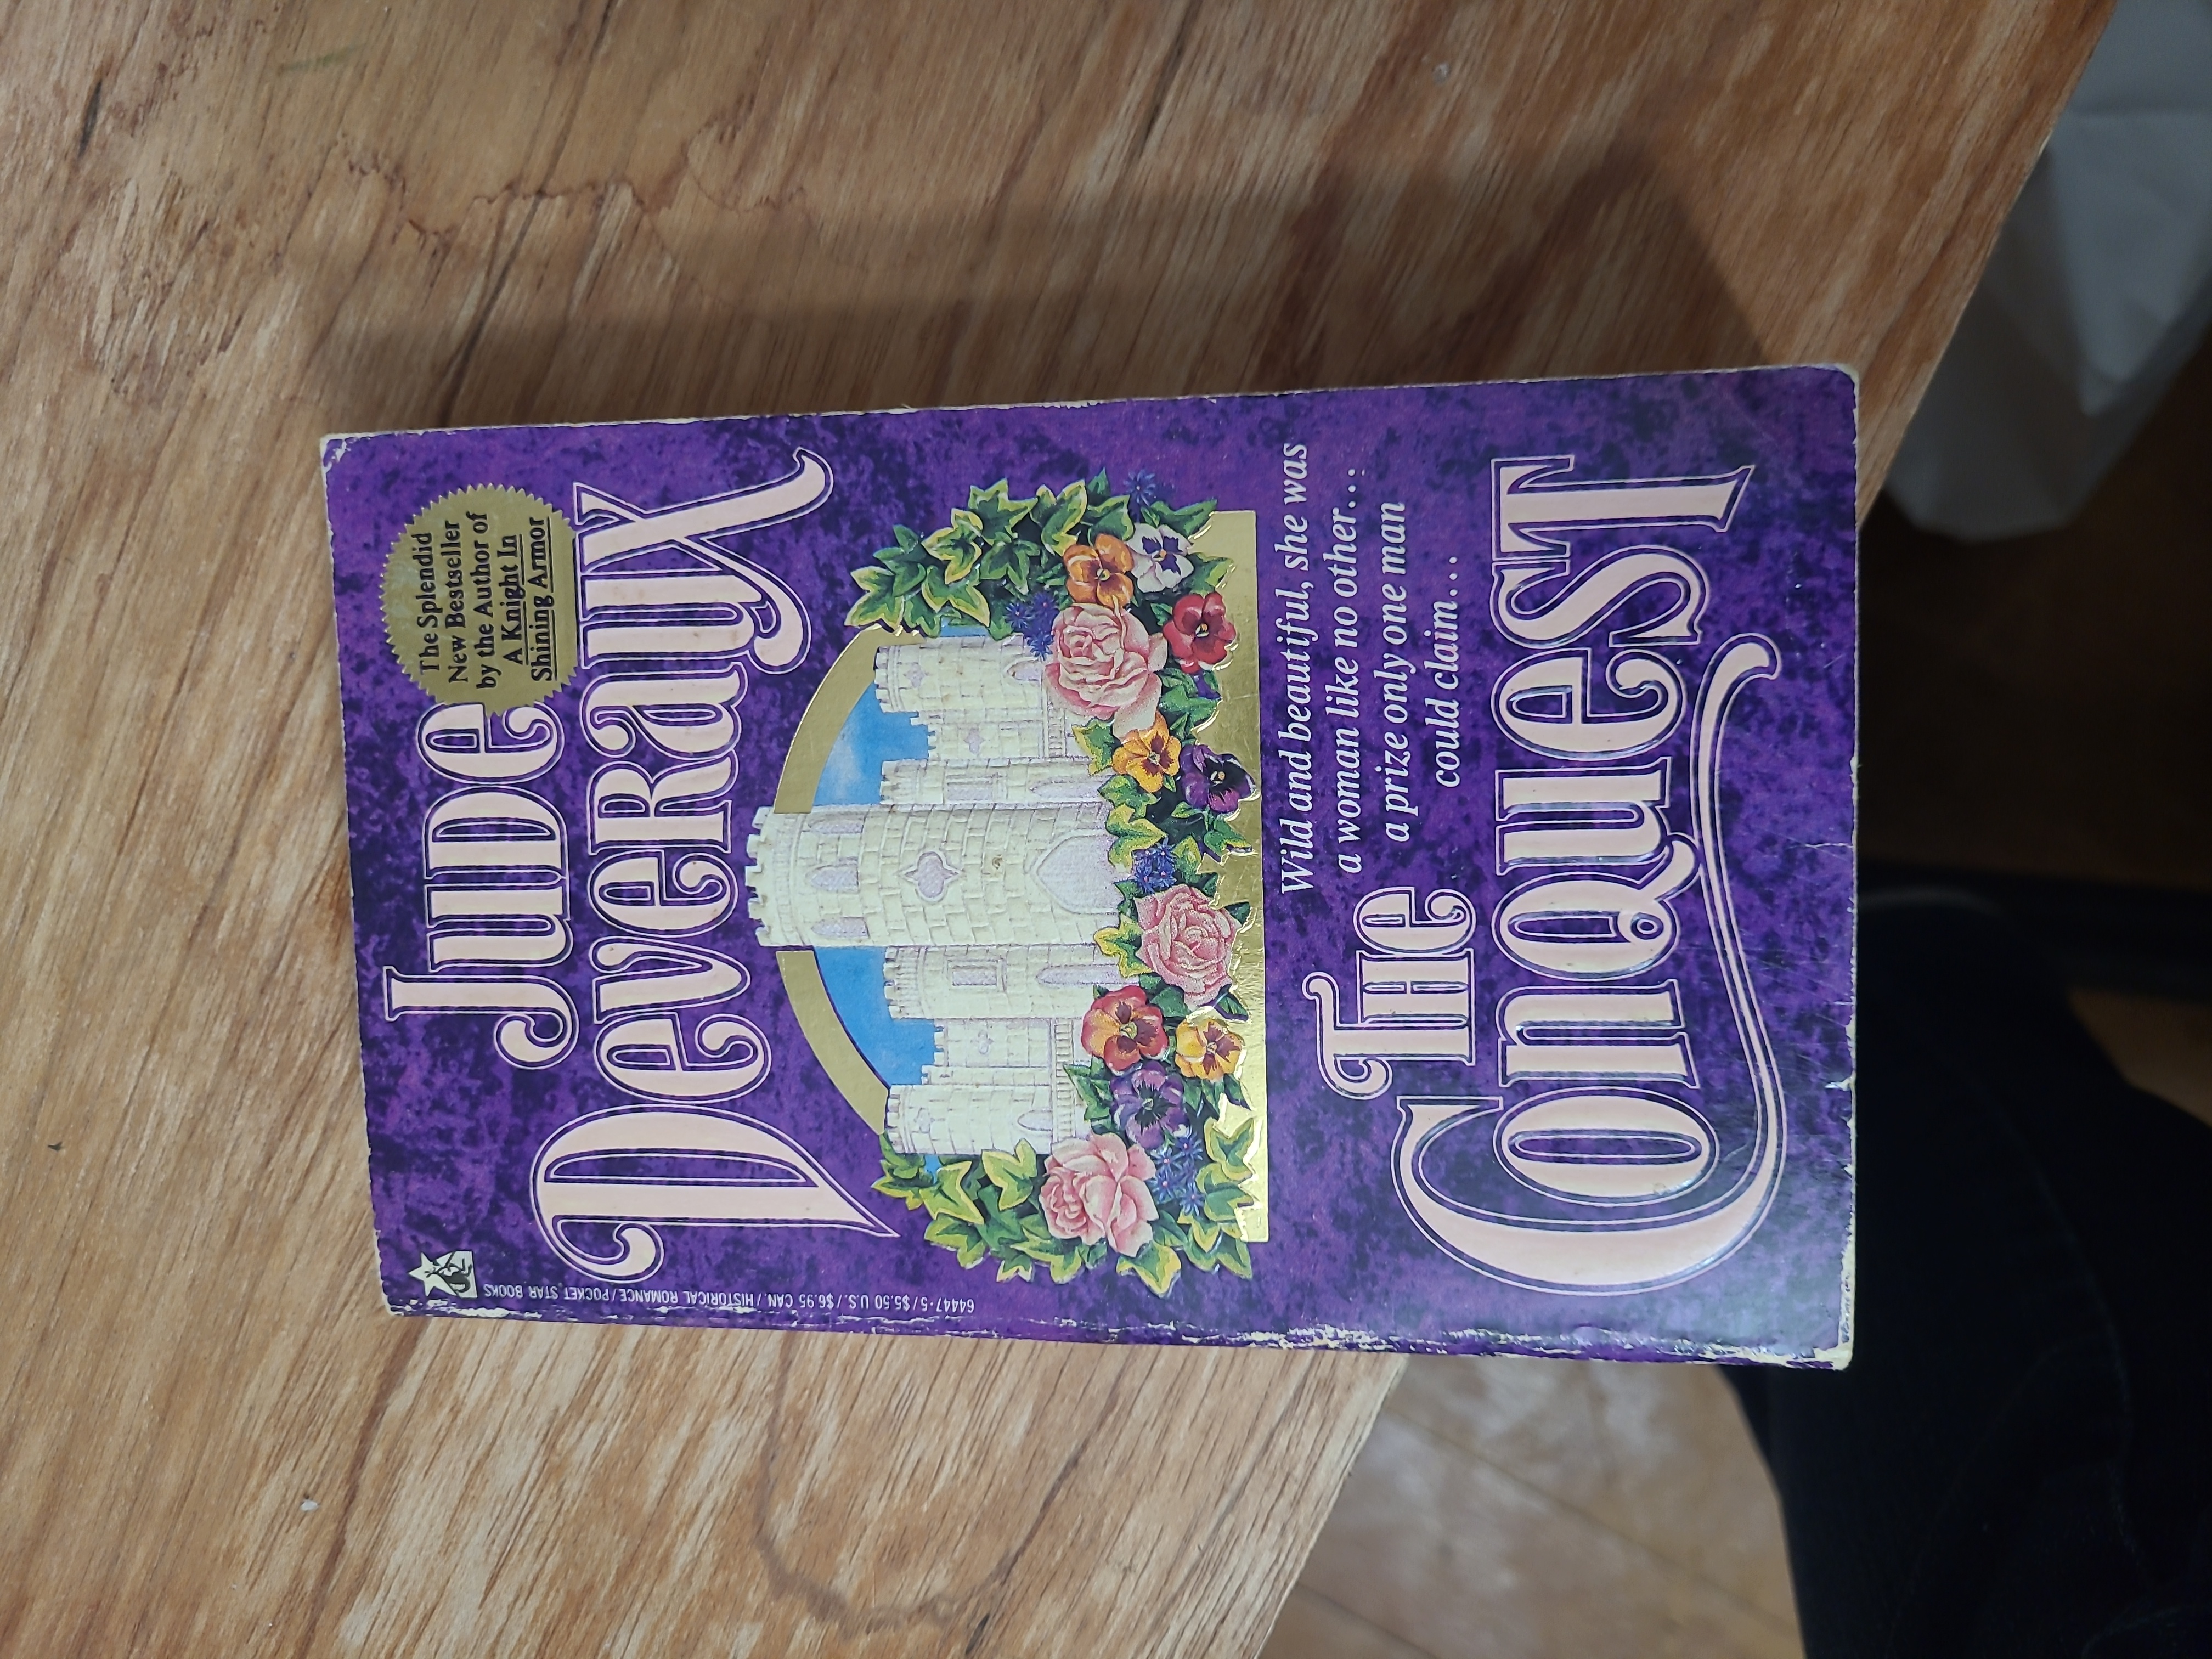 The Splendid
New Bestseller
by the Author of
A Knight In
Shining Armor
JUDE
DEVERAUX
64447-5/$5.50 U.S./$6.95 CAN./HISTORICAL ROMANCE/POCKET STAR BOOKS
Wild and beautiful, she was
a woman like no other...
a prize only one man
could claim...
THE
CONQUEST